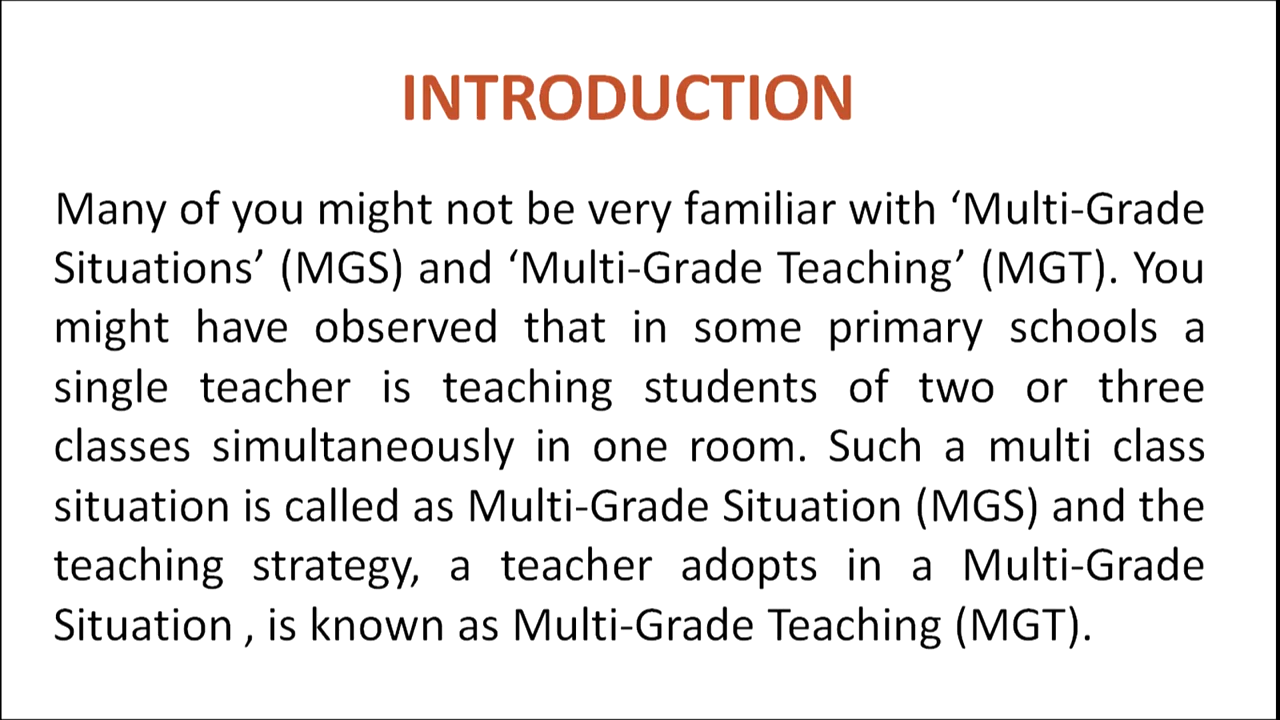 INTRODUCTION
Many of you might not be very familiar with ‘Multi-Grade
Situations’ (MGS) and ‘Multi-Grade Teaching’ (MGT). You
might have observed that in some primary schools a
single teacher is teaching students of two or three
classes simultaneously in one room. Such a multi class
situation is called as Multi-Grade Situation (MGS) and the
teaching strategy, a teacher adopts in a Multi-Grade
Situation , is known as Multi-Grade Teaching (MGT).